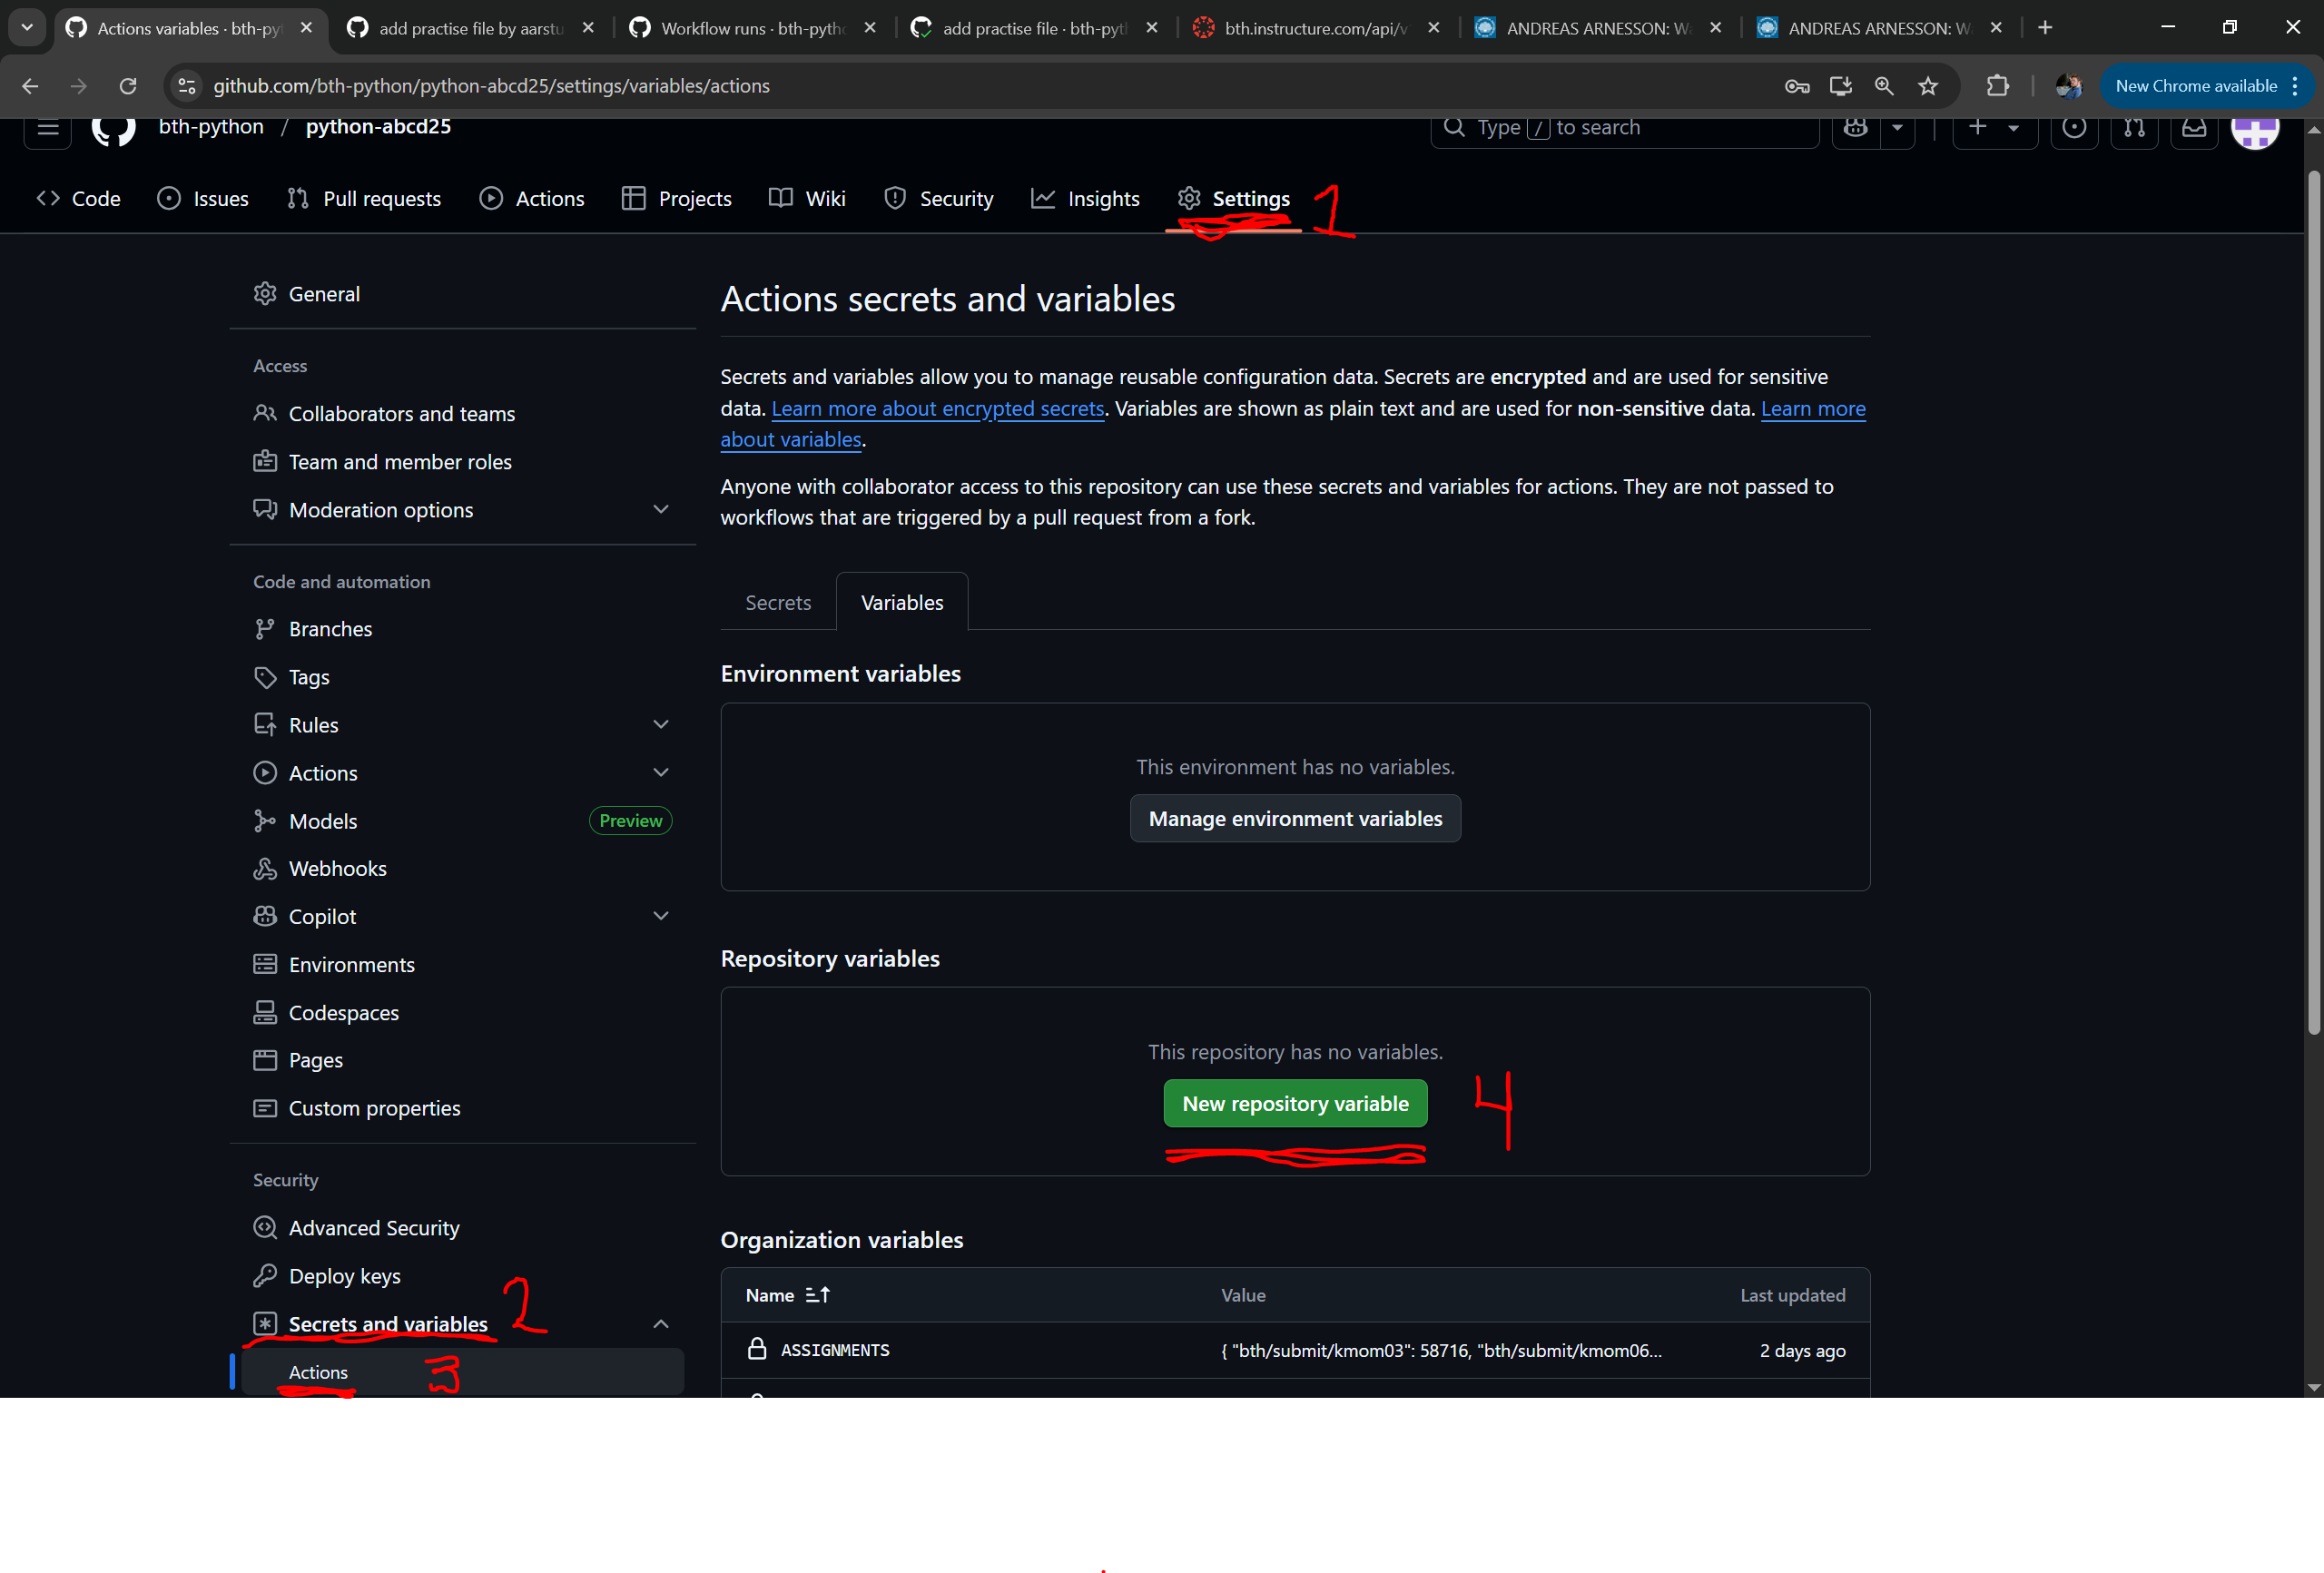 Actions variables · bth-py
add practise file by aarstu
Workflow runs · bth-pytho
add practise file · bth-pyth
bth.instructure.com/api/v
ANDREAS ARNESSON: W
ANDREAS ARNESSON: W
github.com/bth-python/python-abcd25/settings/variables/actions
New Chrome available
bth-python / python-abcd25
Type / to search
Code
Issues
Pull requests
Actions
Projects
Wiki
Security
Insights
Settings
1
General
Access
Collaborators and teams
Team and member roles
Moderation options
Code and automation
Branches
Tags
Rules
Actions
Models
Preview
Webhooks
Copilot
Environments
Codespaces
Pages
Custom properties
Security
Advanced Security
Deploy keys
Secrets and variables
2
Actions
3
Actions secrets and variables
Secrets and variables allow you to manage reusable configuration data. Secrets are encrypted and are used for sensitive
data. Learn more about encrypted secrets. Variables are shown as plain text and are used for non-sensitive data. Learn more
about variables.
Anyone with collaborator access to this repository can use these secrets and variables for actions. They are not passed to
workflows that are triggered by a pull request from a fork.
Secrets
Variables
Environment variables
This environment has no variables.
Manage environment variables
Repository variables
This repository has no variables.
New repository variable
4
Organization variables
Name
Value
Last updated
ASSIGNMENTS
{ "bth/submit/kmom03": 58716, "bth/submit/kmom06...
2 days ago